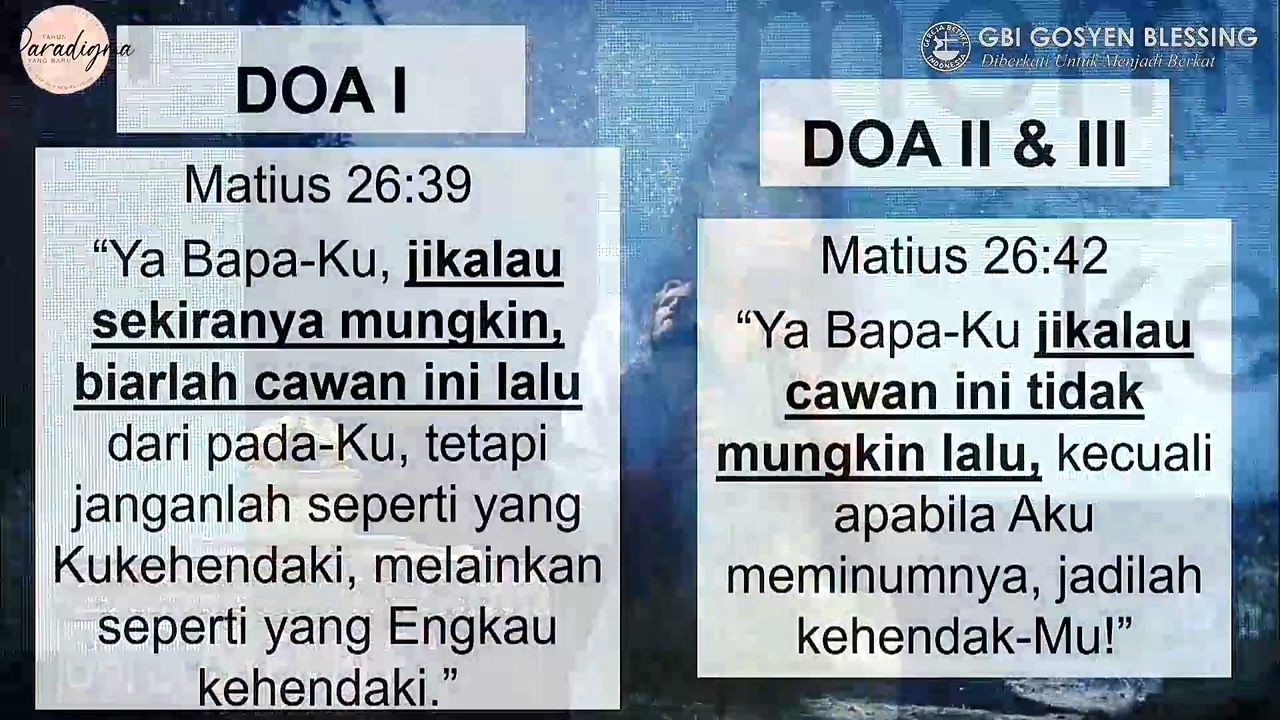 TAHUN
Paradigma
YANG BARU
GBI GOSYEN BLESSING
Diberkati Untuk Menjadi Berkat
DOA I
Matius 26:39
“Ya Bapa-Ku, jikalau
sekiranya mungkin,
biarlah cawan ini lalu
dari pada-Ku, tetapi
janganlah seperti yang
Kukehendaki, melainkan
seperti yang Engkau
kehendaki.”
DOA II & III
Matius 26:42
“Ya Bapa-Ku jikalau
cawan ini tidak
mungkin lalu, kecuali
apabila Aku
meminumnya, jadilah
kehendak-Mu!”